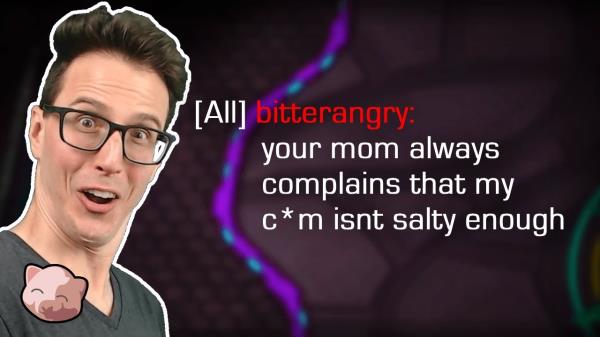 [All] bitterangry:
your mom always
complains that my
c*m isnt salty enough